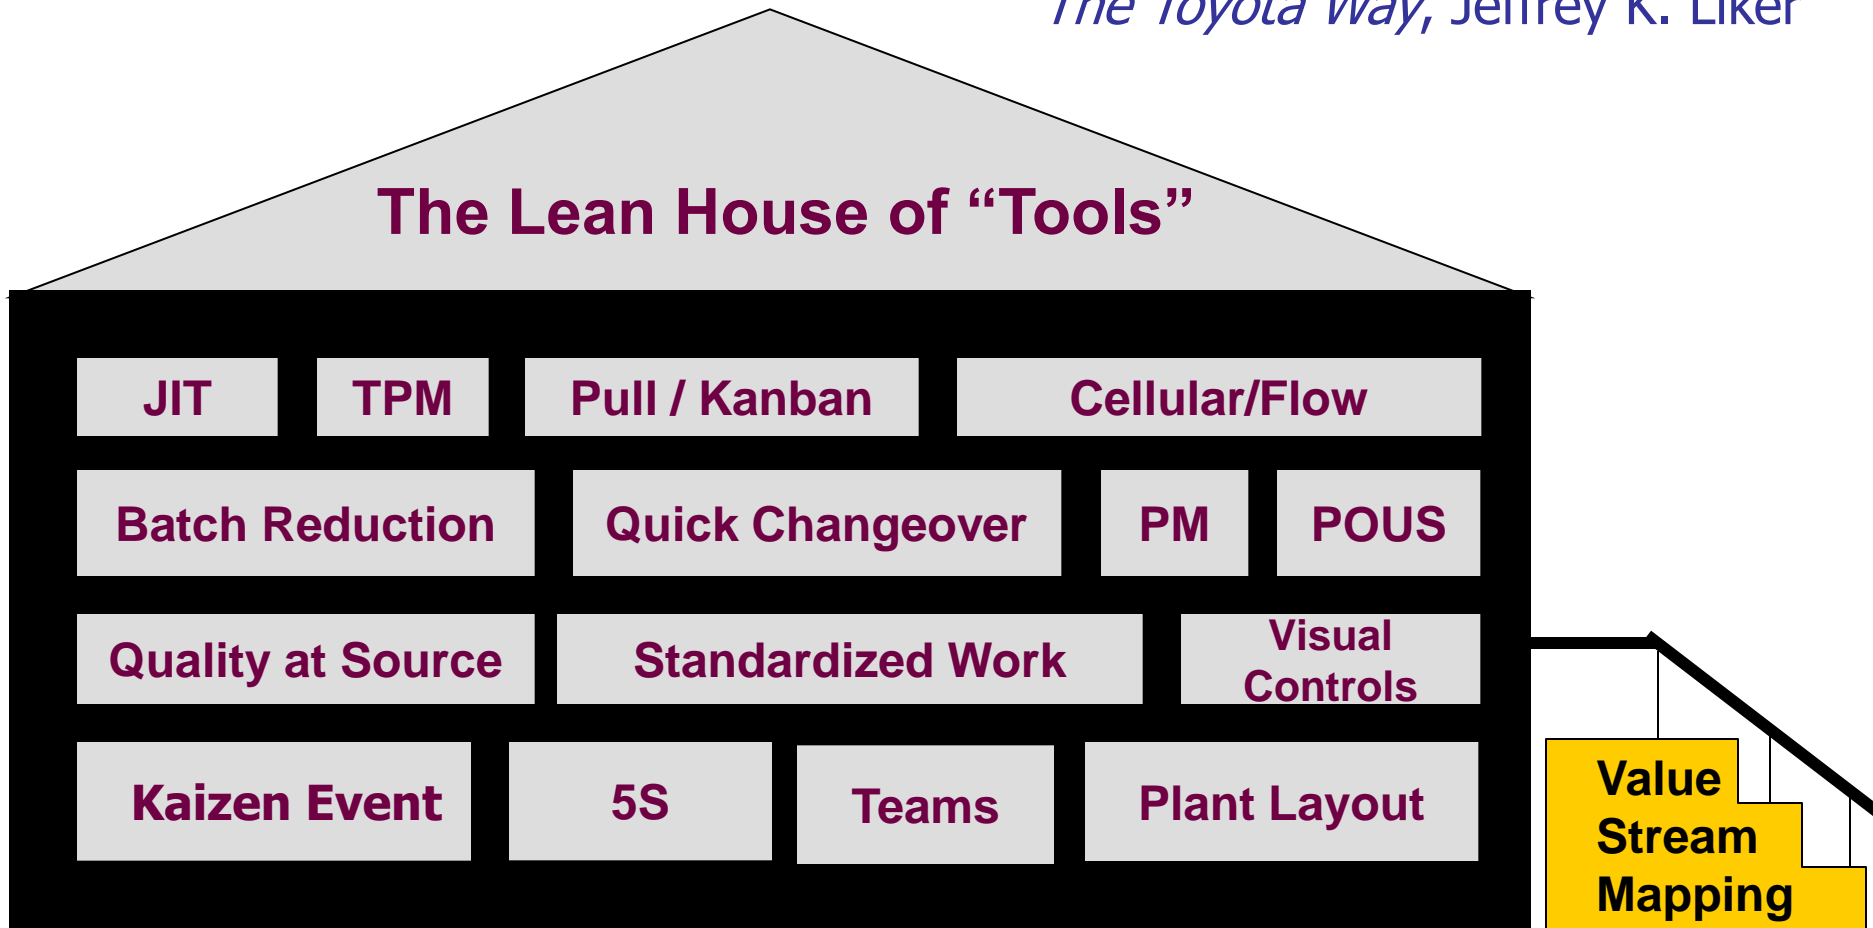 The Toyota Way, Jeffrey K. Liker
The Lean House of “Tools”
JIT
TPM
Pull / Kanban
Cellular/Flow
Batch Reduction
Quick Changeover
PM
POUS
Quality at Source
Standardized Work
Visual
Controls
Kaizen Event
5S
Teams
Plant Layout
Value
Stream
Mapping